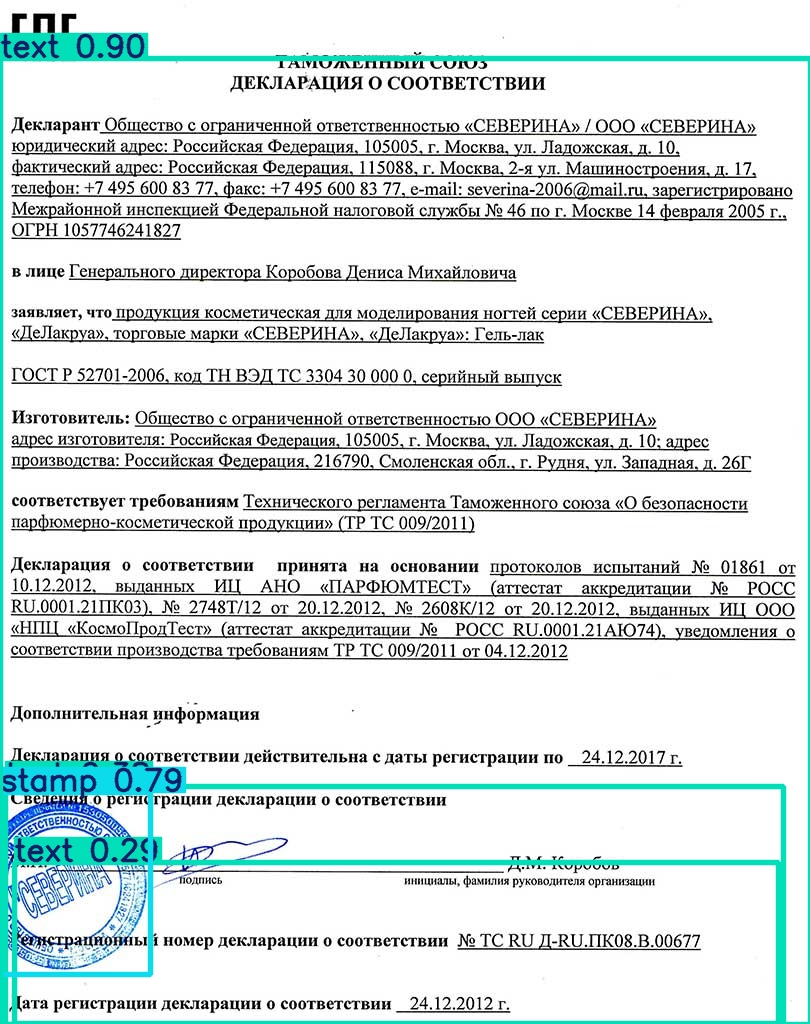 text 0.90
ТАМОЖЕННЫЙ СОЮЗ
ДЕКЛАРАЦИЯ О СООТВЕТСТВИИ
Декларант Общество с ограниченной ответственностью «СЕВЕРИНА» / ООО «СЕВЕРИНА»
юридический адрес: Российская Федерация, 105005, г. Москва, ул. Ладожская, д. 10,
фактический адрес: Российская Федерация, 115088, г. Москва, 2-я ул. Машиностроения, д. 17,
телефон: +7 495 600 83 77, факс: +7 495 600 83 77, e-mail: severina-2006@mail.ru, зарегистрировано
Межрайонной инспекцией Федеральной налоговой службы № 46 по г. Москве 14 февраля 2005 г.,
ОГРН 1057746241827
в лице Генерального директора Коробова Дениса Михайловича
заявляет, что продукция косметическая для моделирования ногтей серии «СЕВЕРИНА»,
«ДеЛакруа», торговые марки «СЕВЕРИНА», «ДеЛакруа»: Гель-лак
ГОСТ Р 52701-2006, код ТН ВЭД ТС 3304 30 000 0, серийный выпуск
Изготовитель: Общество с ограниченной ответственностью ООО «СЕВЕРИНА»
адрес изготовителя: Российская Федерация, 105005, г. Москва, ул. Ладожская, д. 10; адрес
производства: Российская Федерация, 216790, Смоленская обл., г. Рудня, ул. Западная, д. 26Г
соответствует требованиям Технического регламента Таможенного союза «О безопасности
парфюмерно-косметической продукции» (ТР ТС 009/2011)
Декларация о соответствии принята на основании протоколов испытаний № 01861 от
10.12.2012, выданных ИЦ АНО «ПАРФЮМТЕСТ» (аттестат аккредитации № РОСС
RU.0001.21ПК03), № 2748Т/12 от 20.12.2012, № 2608К/12 от 20.12.2012, выданных ИЦ ООО
«НПЦ «КосмоПродТест» (аттестат аккредитации № РОСС RU.0001.21АЮ74), уведомления о
соответствии производства требованиям ТР ТС 009/2011 от 04.12.2012
Дополнительная информация
Декларация о соответствии действительна с даты регистрации по 24.12.2017 г.
stamp 0.79
Сведения о регистрации декларации о соответствии
text 0.29
Д.М. Коробов
подпись инициалы, фамилия руководителя организации
СЕВЕРИНА
Регистрационный номер декларации о соответствии № ТС RU Д-RU.ПК08.В.00677
Дата регистрации декларации о соответствии 24.12.2012 г.